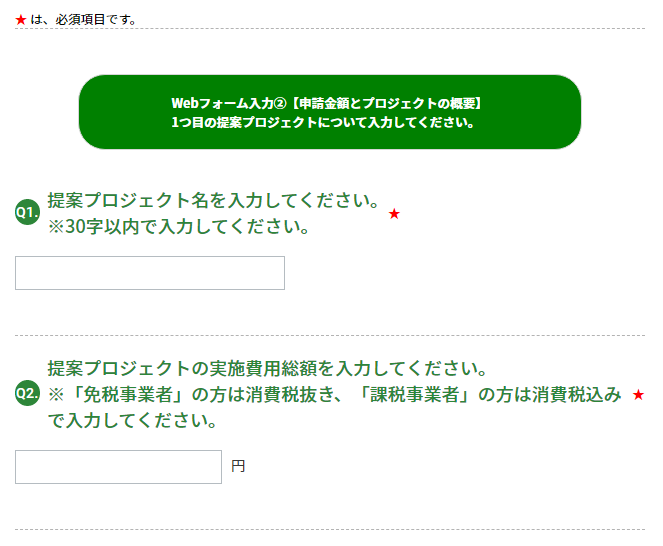 ★ は、必須項目です。
Webフォーム入力②【申請金額とプロジェクトの概要】
1つ目の提案プロジェクトについて入力してください。
Q1. 提案プロジェクト名を入力してください。
※30字以内で入力してください。 ★
提案プロジェクトの実施費用総額を入力してください。
Q2. ※「免税事業者」の方は消費税抜き、「課税事業者」の方は消費税込み ★
で入力してください。
円